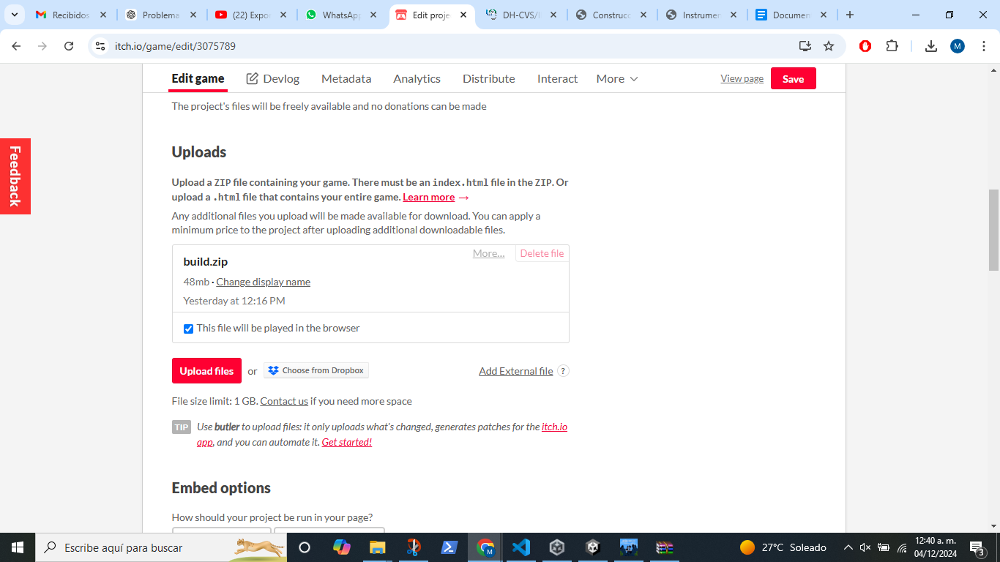 Recibidos
Problema
(22) Expor
WhatsApp
Edit proje
DH-CVS/
Construcc
Instrumen
Documen
itch.io/game/edit/3075789
M
Edit game
Devlog
Metadata
Analytics
Distribute
Interact
More
View page
Save
The project's files will be freely available and no donations can be made
Feedback
Uploads
Upload a ZIP file containing your game. There must be an index.html file in the ZIP. Or
upload a .html file that contains your entire game. Learn more →
Any additional files you upload will be made available for download. You can apply a
minimum price to the project after uploading additional downloadable files.
build.zip
More...
Delete file
48mb · Change display name
Yesterday at 12:16 PM
This file will be played in the browser
Upload files or Choose from Dropbox
Add External file ?
File size limit: 1 GB. Contact us if you need more space
TIP Use butler to upload files: it only uploads what's changed, generates patches for the itch.io
app, and you can automate it. Get started!
Embed options
How should your project be run in your page?
Escribe aquí para buscar
M
27°C Soleado
12:40 a. m.
04/12/2024
3